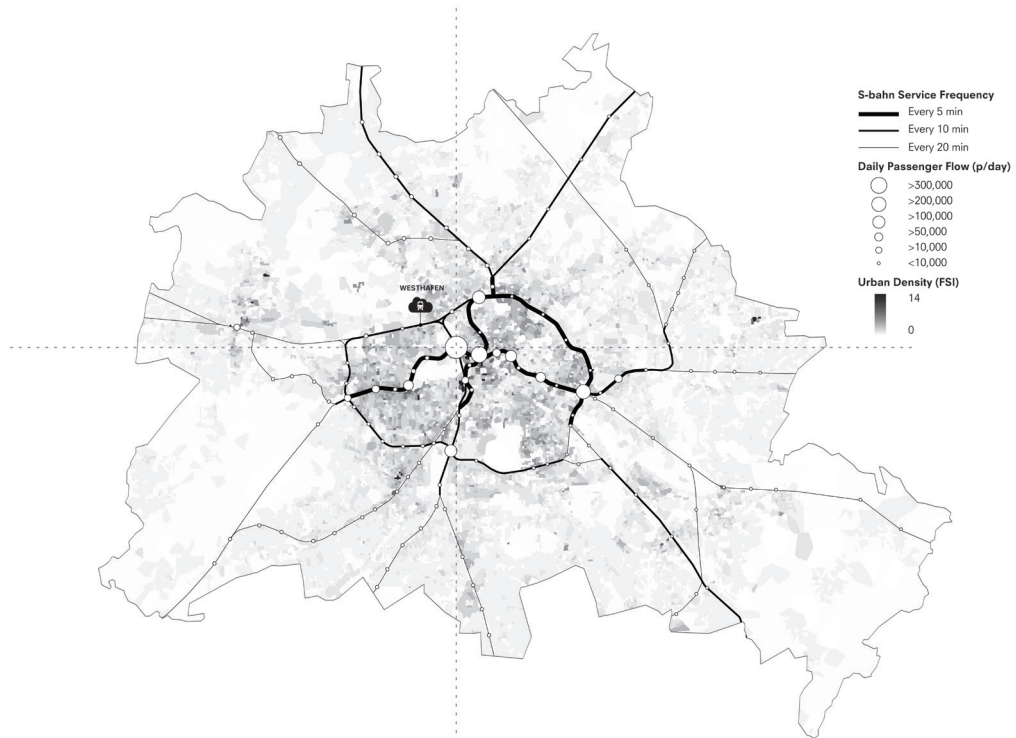 S-bahn Service Frequency
Every 5 min
Every 10 min
Every 20 min
Daily Passenger Flow (p/day)
>300,000
>200,000
>100,000
>50,000
>10,000
<10,000
Urban Density (FSI)
14
0
WESTHAFEN